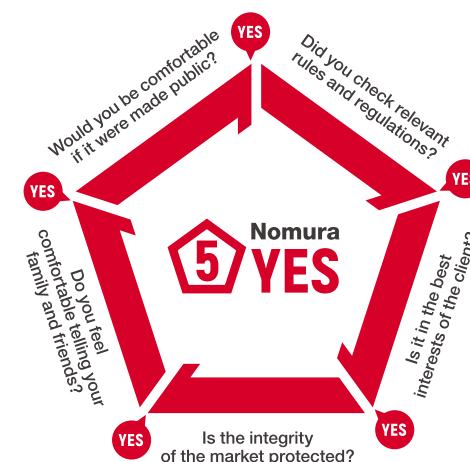 YES
Did you check relevant
rules and regulations?
YES
Is it in the best
interests of the client?
YES
Is the integrity
of the market protected?
YES
Do you feel
comfortable telling your
family and friends?
YES
Would you be comfortable
if it were made public?
5
Nomura
YES